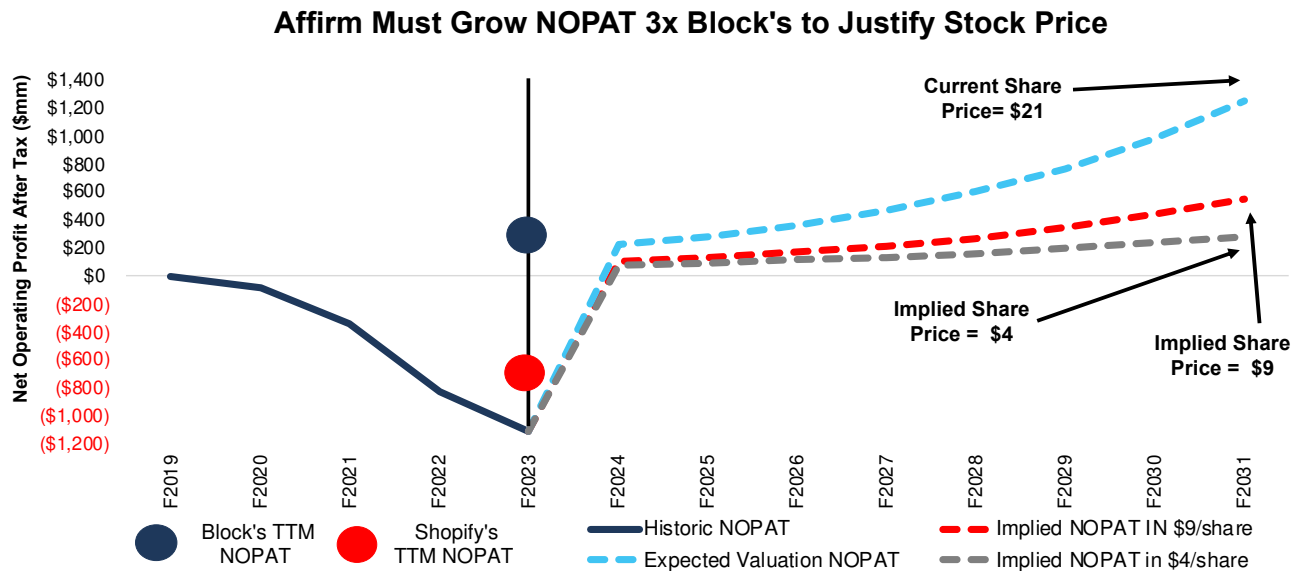 Affirm Must Grow NOPAT 3x Block's to Justify Stock Price
Net Operating Profit After Tax ($mm)
$1,400
$1,200
$1,000
$800
$600
$400
$200
$0
($200)
($400)
($600)
($800)
($1,000)
($1,200)
Current Share
Price= $21
Implied Share
Price = $4
Implied Share
Price = $9
F2019
F2020
F2021
F2022
F2023
F2024
F2025
F2026
F2027
F2028
F2029
F2030
F2031
Block's TTM
NOPAT
Shopify's
TTM NOPAT
Historic NOPAT
Expected Valuation NOPAT
Implied NOPAT IN $9/share
Implied NOPAT in $4/share